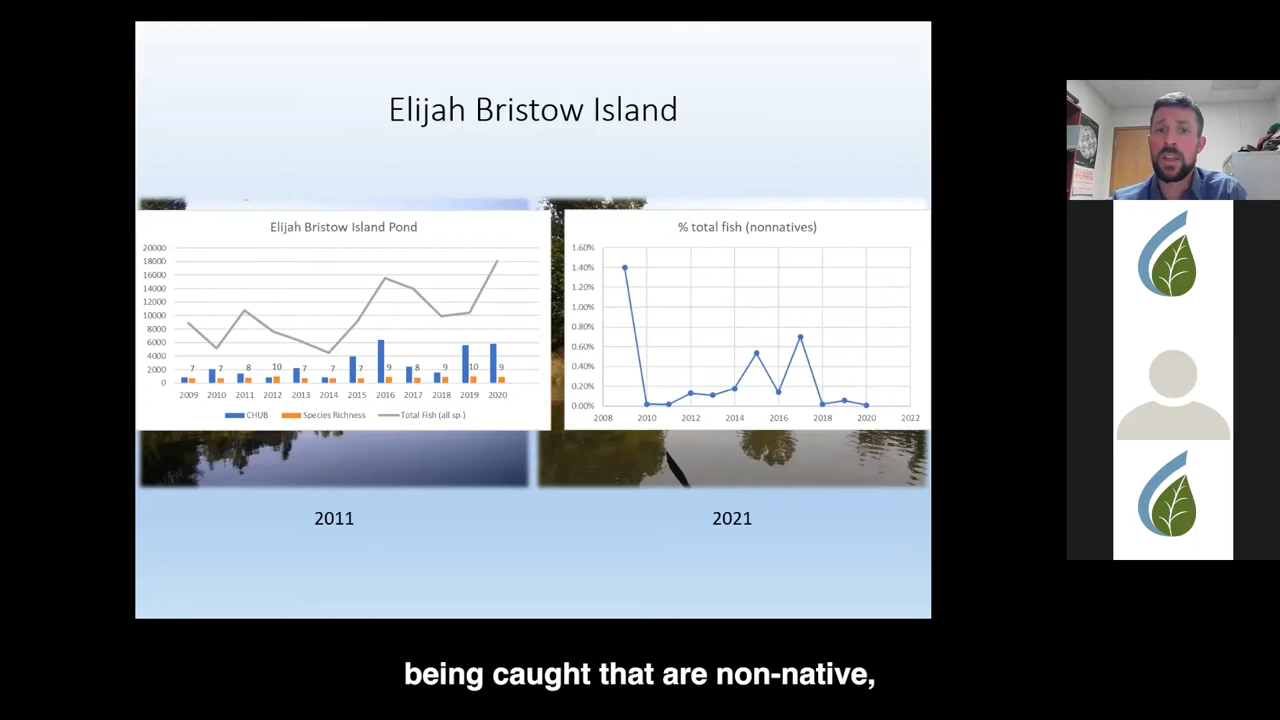 Elijah Bristow Island
Elijah Bristow Island Pond
20000
18000
16000
14000
12000
10000
8000
6000
4000
2000
0
7 7 8 10 7 7 7 9 8 9 10 9
2009 2010 2011 2012 2013 2014 2015 2016 2017 2018 2019 2020
CHUB Species Richness Total Fish (all sp.)
% total fish (nonnatives)
1.60%
1.40%
1.20%
1.00%
0.80%
0.60%
0.40%
0.20%
0.00%
2008 2010 2012 2014 2016 2018 2020 2022
2011
2021
being caught that are non-native,